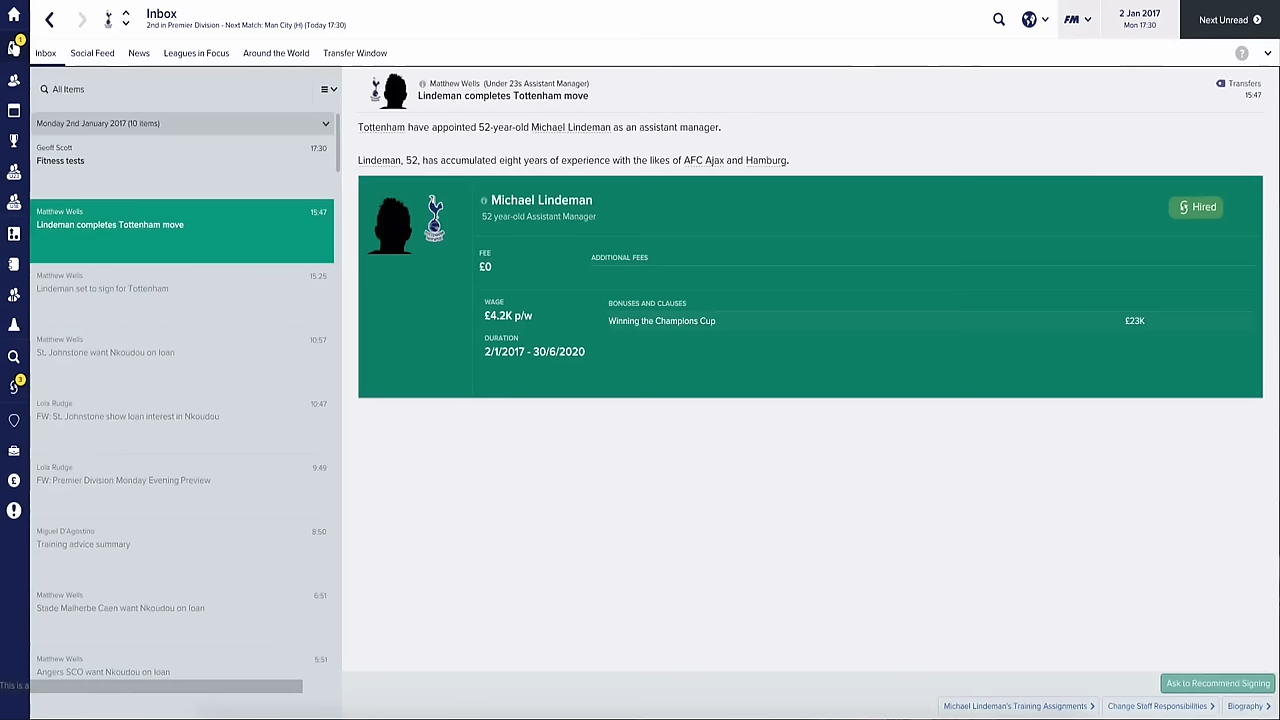 Inbox
2nd in Premier Division - Next Match: Man City (H) (Today 17:30)
FM
2 Jan 2017
Mon 17:30
Next Unread
Inbox
Social Feed
News
Leagues in Focus
Around the World
Transfer Window
?
1
3
All Items
Monday 2nd January 2017 (10 items)
Geoff Scott
17:30
Fitness tests
Matthew Wells
15:47
Lindeman completes Tottenham move
Matthew Wells
15:25
Lindeman set to sign for Tottenham
Matthew Wells
10:57
St. Johnstone want Nkoudou on loan
Lola Rudge
10:47
FW: St. Johnstone show loan interest in Nkoudou
Lola Rudge
9:49
FW: Premier Division Monday Evening Preview
Miguel D'Agostino
8:50
Training advice summary
Matthew Wells
6:51
Stade Malherbe Caen want Nkoudou on loan
Matthew Wells
5:51
Angers SCO want Nkoudou on loan
This is a
Matthew Wells (Under 23s Assistant Manager)
Lindeman completes Tottenham move
Transfers
15:47
Tottenham have appointed 52-year-old Michael Lindeman as an assistant manager.
Lindeman, 52, has accumulated eight years of experience with the likes of AFC Ajax and Hamburg.
Michael Lindeman
52 year-old Assistant Manager
Hired
FEE
£0
ADDITIONAL FEES
WAGE
£4.2K p/w
BONUSES AND CLAUSES
Winning the Champions Cup
£23K
DURATION
2/1/2017 - 30/6/2020
Ask to Recommend Signing
Michael Lindeman's Training Assignments
Change Staff Responsibilities
Biography